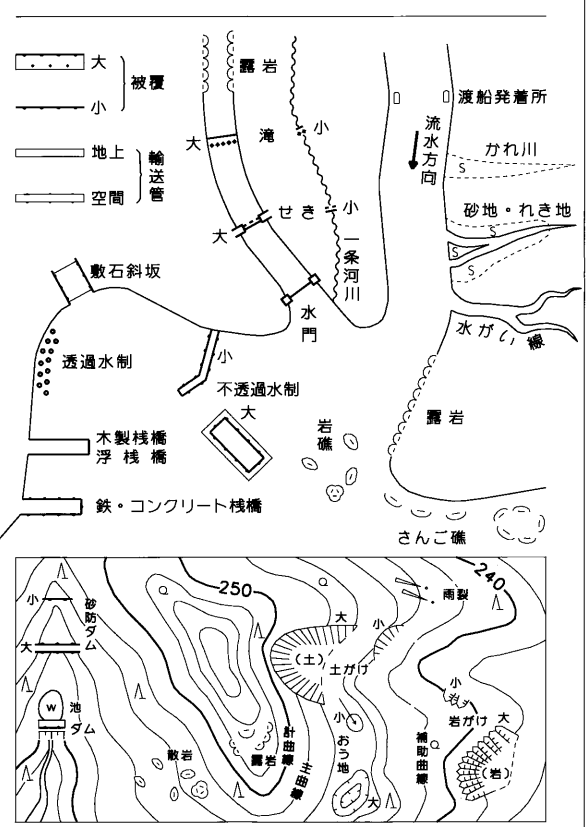 大
小
被覆
地上
空間
輸送管
露岩
大
滝
小
せき
小
大
一条河川
水門
渡船発着所
流水方向
かれ川
S
砂地・れき地
S
S
S
水がい線
敷石斜坂
透過水制
小
不透過水制
大
木製桟橋
浮桟橋
鉄・コンクリート桟橋
岩礁
露岩
さんご礁
小
砂防ダム
大
W
池
ダム
250
240
雨裂
大
小
(土)
土がけ
小
おう地
大
計曲線
主曲線
露岩
散岩
補助曲線
小
岩がけ
大
(岩)